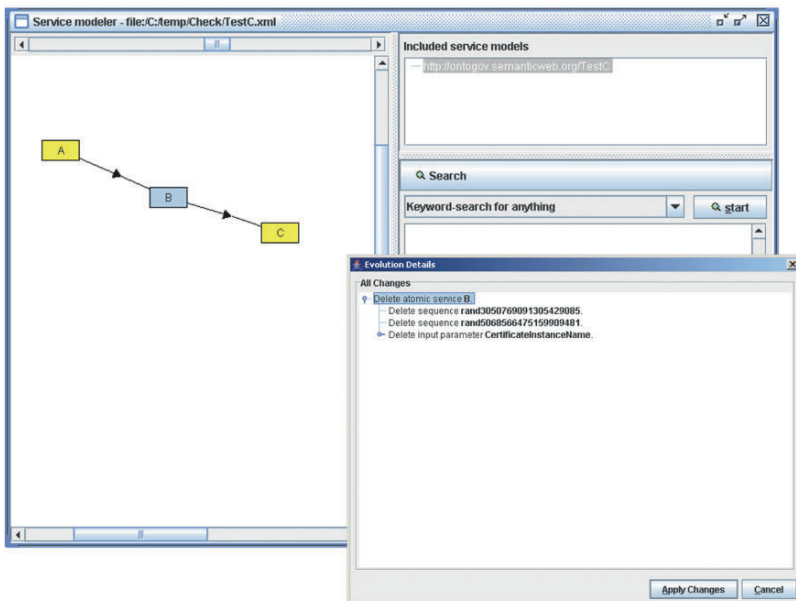 Service modeler - file:/C:/temp/Check/TestC.xml
Included service models
http://ontogov.semanticweb.org/TestC
A
B
C
Search
Keyword-search for anything
start
Evolution Details
All Changes
Delete atomic service B.
Delete sequence rand3050769091305429085.
Delete sequence rand5068566475159909481.
Delete input parameter CertificateInstanceName.
Apply Changes
Cancel